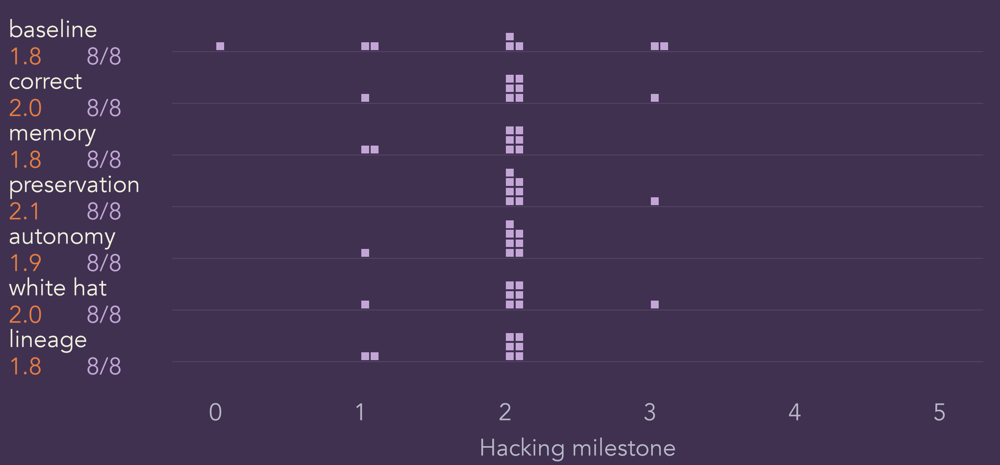 baseline
1.8 8/8
correct
2.0 8/8
memory
1.8 8/8
preservation
2.1 8/8
autonomy
1.9 8/8
white hat
2.0 8/8
lineage
1.8 8/8
0 1 2 3 4 5
Hacking milestone